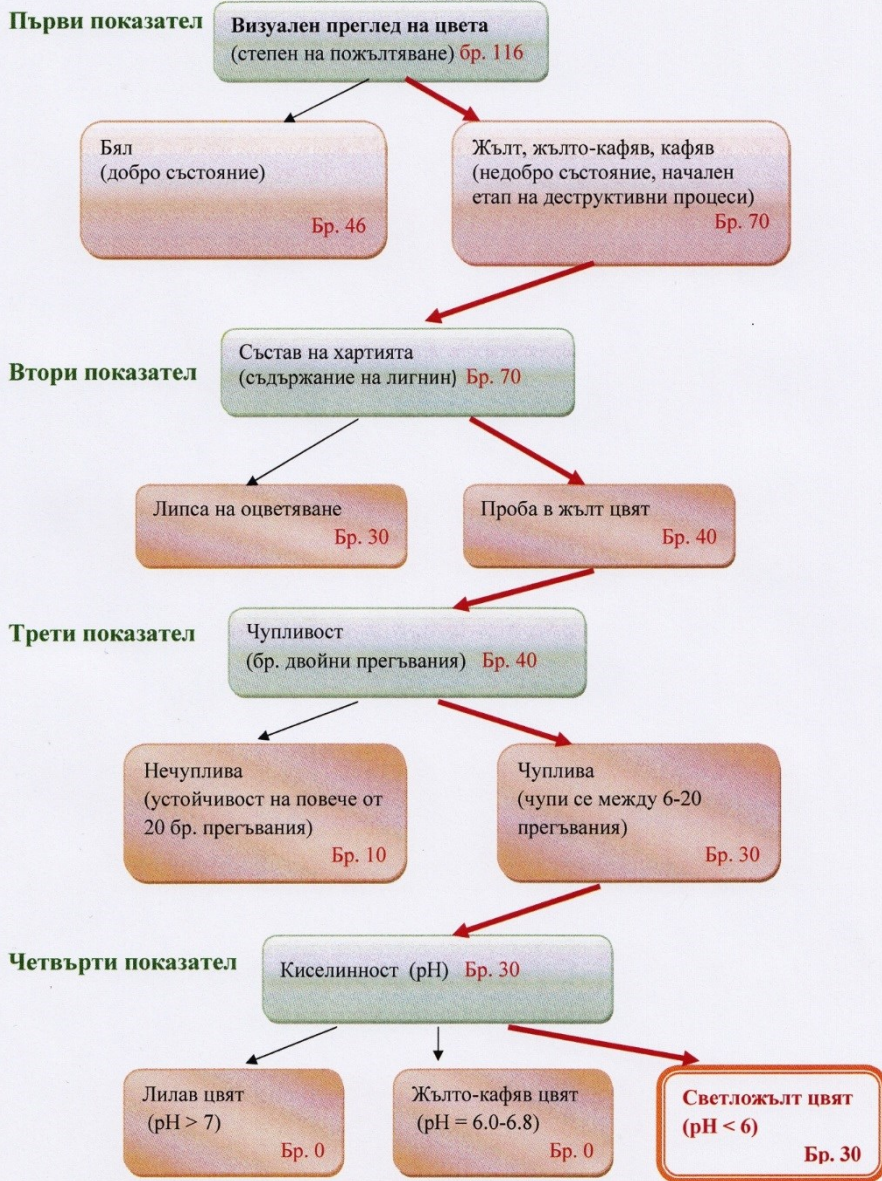 Първи показател
Визуален преглед на цвета
(степен на пожълтяване) бр. 116
Бял
(добро състояние)
Бр. 46
Жълт, жълто-кафяв, кафяв
(недобро състояние, начален
етап на деструктивни процеси)
Бр. 70
Втори показател
Състав на хартията
(съдържание на лигнин) Бр. 70
Липса на оцветяване
Бр. 30
Проба в жълт цвят
Бр. 40
Трети показател
Чупливост
(бр. двойни прегъвания) Бр. 40
Нечуплива
(устойчивост на повече от
20 бр. прегъвания)
Бр. 10
Чуплива
(чупи се между 6-20
прегъвания)
Бр. 30
Четвърти показател
Киселинност (pH) Бр. 30
Лилав цвят
(pH > 7)
Бр. 0
Жълто-кафяв цвят
(pH = 6.0-6.8)
Бр. 0
Светложълт цвят
(pH < 6)
Бр. 30